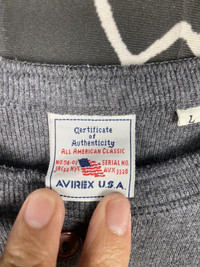 Certificate
of
Authenticity
ALL AMERICAN CLASSIC
SERIAL NO.
AVIREX U.S.A.
L